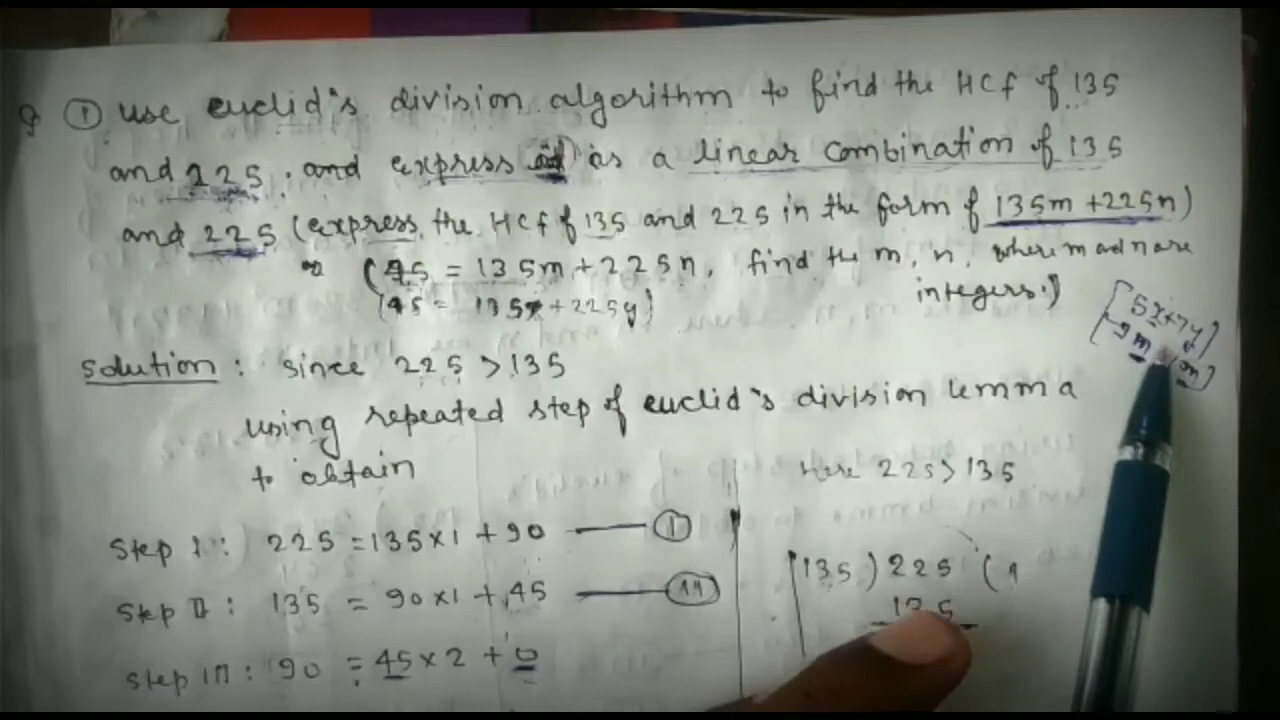 ① use euclid's division algorithm to find the HCF of 135
and 225. and express as a linear combination of 135
and 225 (express the HCF of 135 and 225 in the form of 135m +225n)
(45 = 135m + 225n, find the m, n, where m and n are
integers.)
(45 = 135x + 225y)
[5x+7y]
solution: since 225 > 135
using repeated step of euclid's division lemma
to obtain
Here 225 > 135
Step I: 225 = 135×1 + 90 — ①
Step II: 135 = 90×1 + 45 — 11
Step III: 90 = 45×2 + 0
135 ) 225 ( 1
135